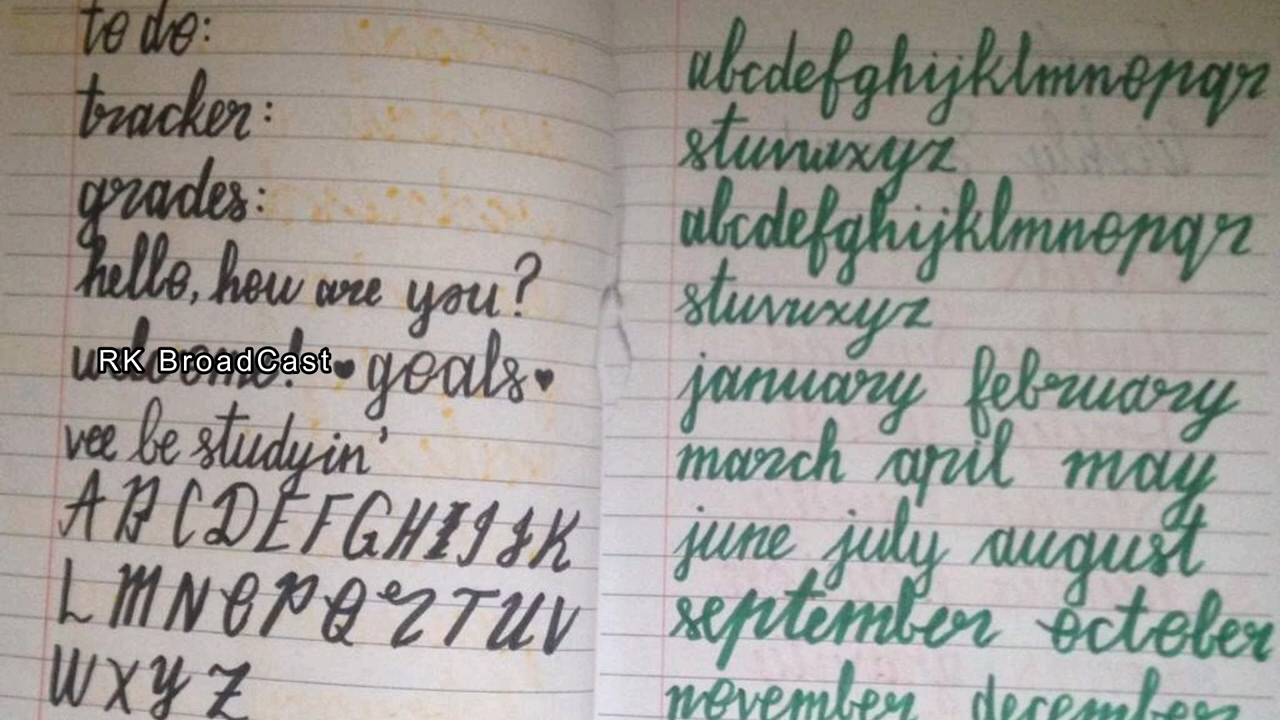 to do:
tracker:
grades:
hello, how are you?
welcome! ♥ goals ♥
RK BroadCast
vee be studyin'
A B C D E F G H I J J K
L M N O P Q R S T U V
W X Y Z
abcdefghijklmnopqr
stuvwxyz
abcdefghijklmnopqr
stuvwxyz
january february
march april may
june july august
september october
november december